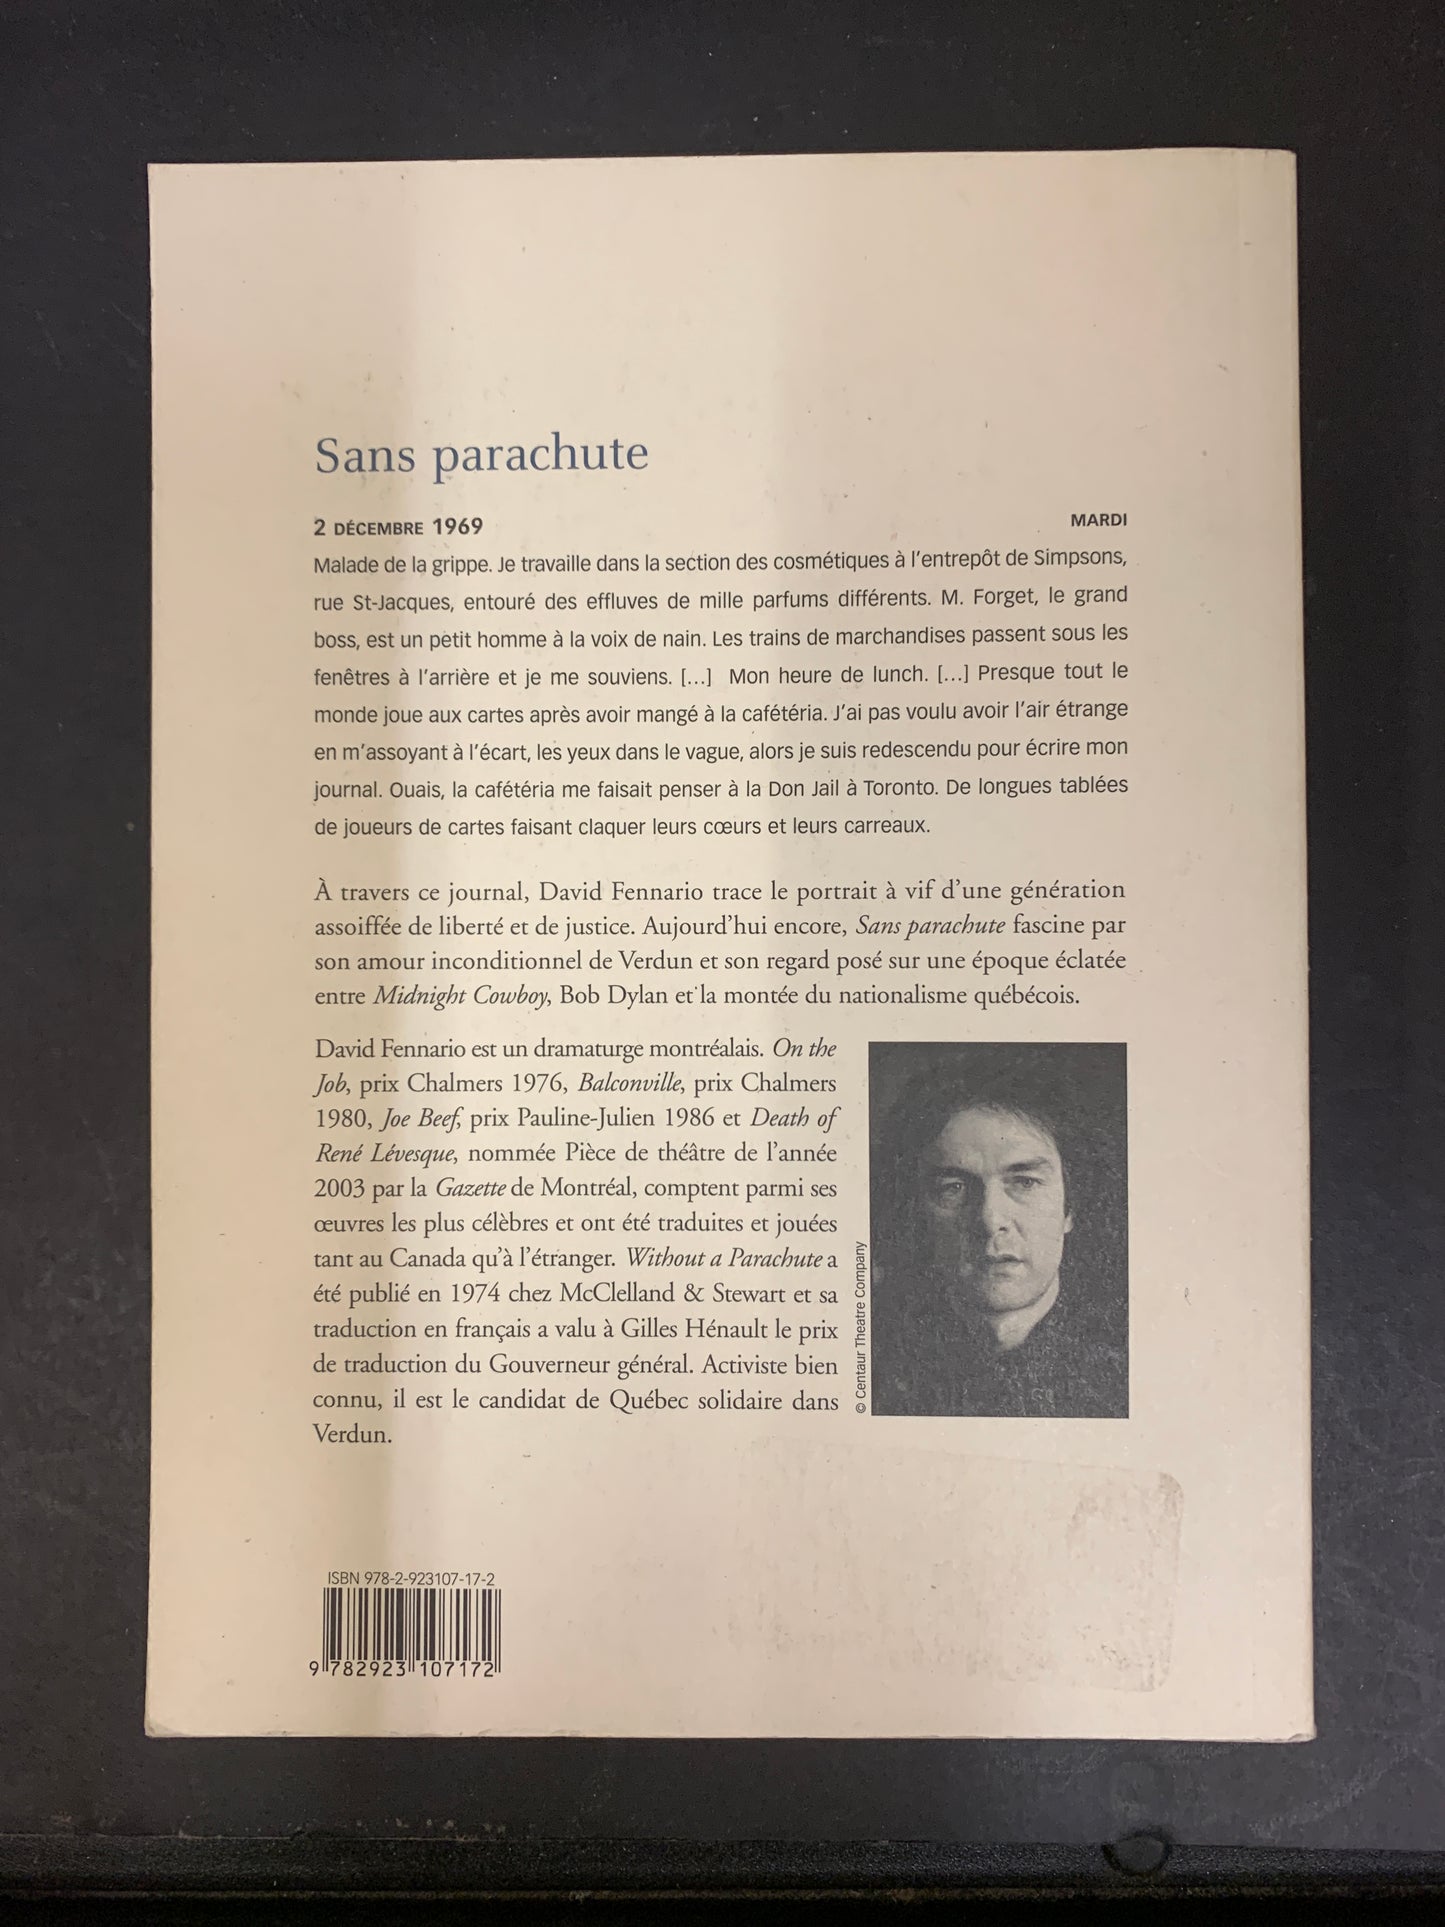 Sans parachute
2 DÉCEMBRE 1969 MARDI
Malade de la grippe. Je travaille dans la section des cosmétiques à l'entrepôt de Simpsons,
rue St-Jacques, entouré des effluves de mille parfums différents. M. Forget, le grand
boss, est un petit homme à la voix de nain. Les trains de marchandises passent sous les
fenêtres à l'arrière et je me souviens. [...] Mon heure de lunch. [...] Presque tout le
monde joue aux cartes après avoir mangé à la cafétéria. J'ai pas voulu avoir l'air étrange
en m'assoyant à l'écart, les yeux dans le vague, alors je suis redescendu pour écrire mon
journal. Ouais, la cafétéria me faisait penser à la Don Jail à Toronto. De longues tablées
de joueurs de cartes faisant claquer leurs cœurs et leurs carreaux.
À travers ce journal, David Fennario trace le portrait à vif d'une génération
assoiffée de liberté et de justice. Aujourd'hui encore, Sans parachute fascine par
son amour inconditionnel de Verdun et son regard posé sur une époque éclatée
entre Midnight Cowboy, Bob Dylan et la montée du nationalisme québécois.
David Fennario est un dramaturge montréalais. On the
Job, prix Chalmers 1976, Balconville, prix Chalmers
1980, Joe Beef, prix Pauline-Julien 1986 et Death of
René Lévesque, nommée Pièce de théâtre de l'année
2003 par la Gazette de Montréal, comptent parmi ses
œuvres les plus célèbres et ont été traduites et jouées
tant au Canada qu'à l'étranger. Without a Parachute a
été publié en 1974 chez McClelland & Stewart et sa
traduction en français a valu à Gilles Hénault le prix
de traduction du Gouverneur général. Activiste bien
connu, il est le candidat de Québec solidaire dans
Verdun.
© Centaur Theatre Company
ISBN 978-2-923107-17-2
9 782923 107172